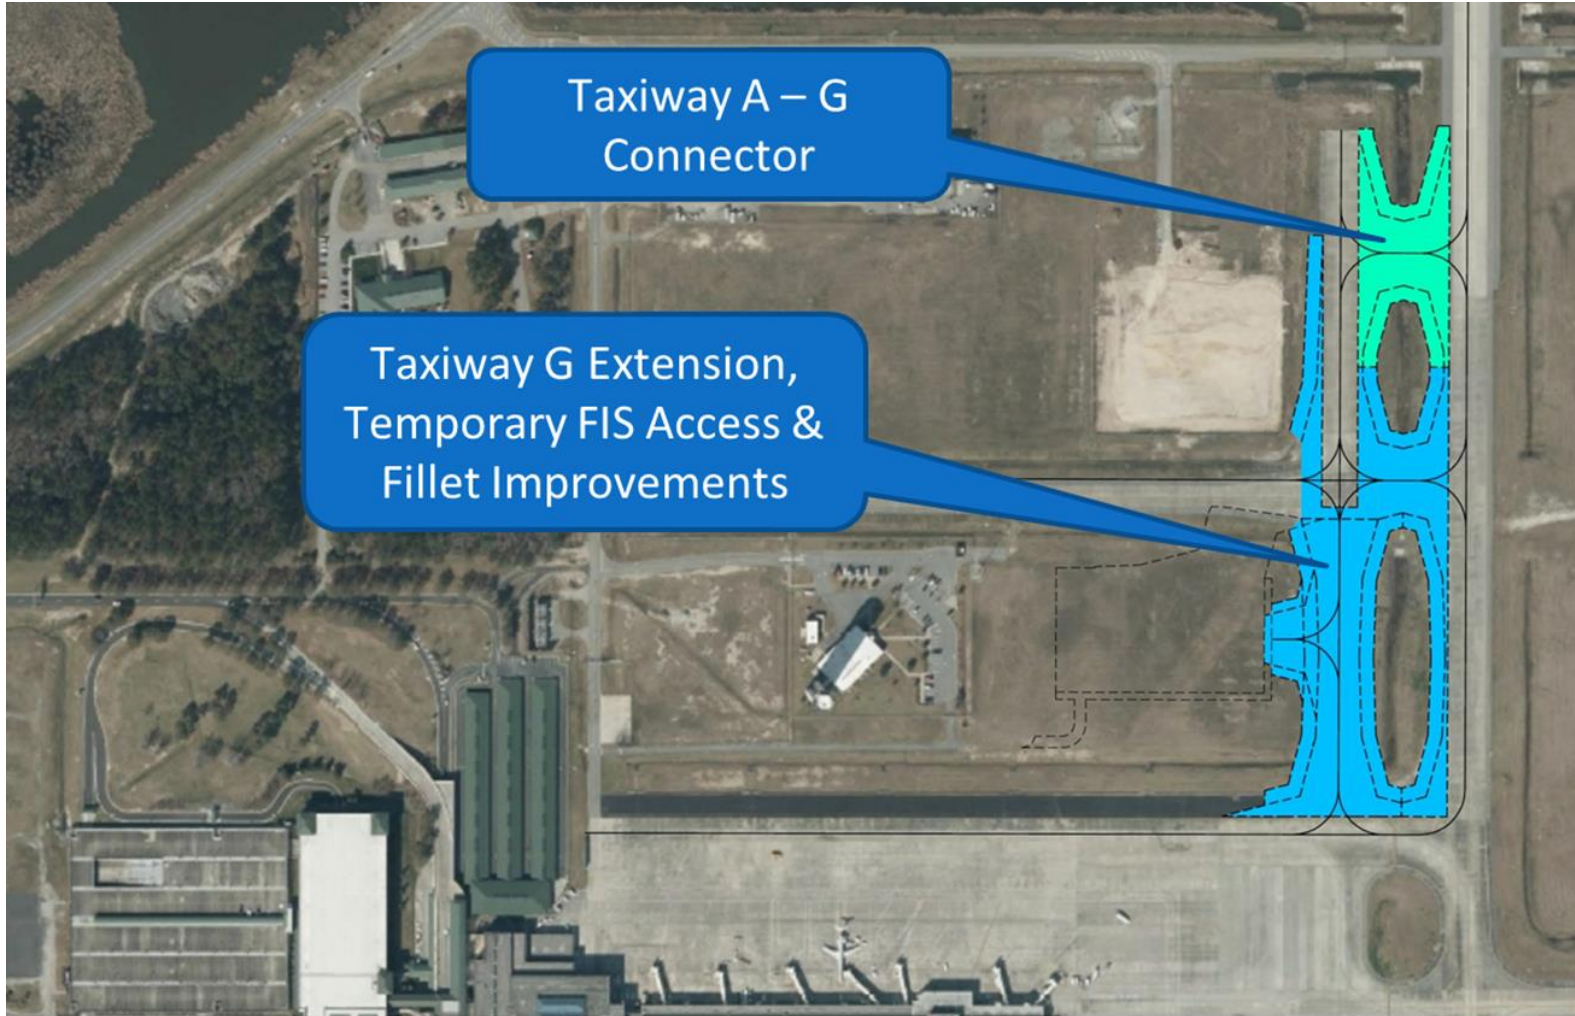 Taxiway A – G
Connector
Taxiway G Extension,
Temporary FIS Access &
Fillet Improvements